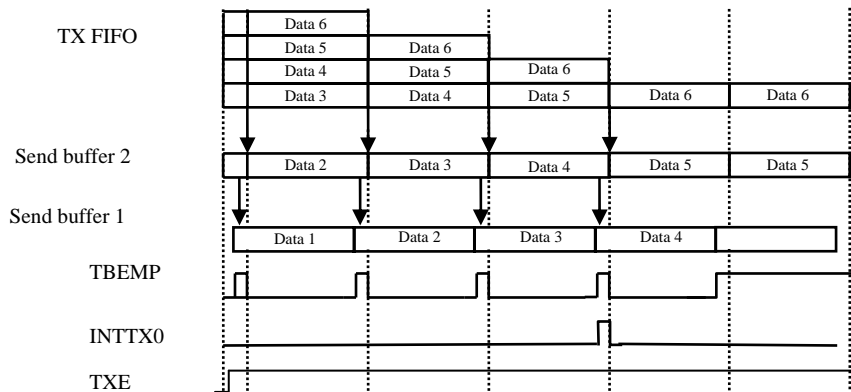 Data 6
TX FIFO
Data 5 Data 6
Data 4 Data 5 Data 6
Data 3 Data 4 Data 5 Data 6 Data 6
Send buffer 2
Data 2 Data 3 Data 4 Data 5 Data 5
Send buffer 1
Data 1 Data 2 Data 3 Data 4
TBEMP
INTTX0
TXE